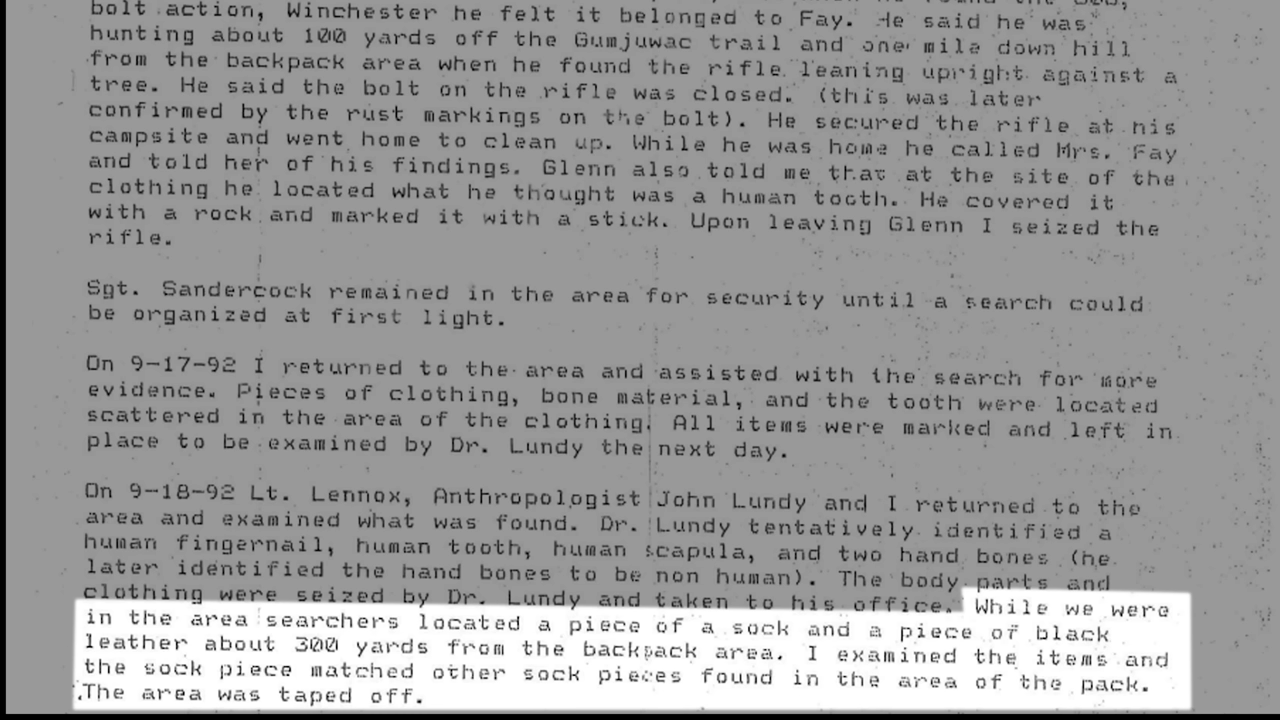 bolt action, Winchester he felt it belonged to Fay. He said he was
hunting about 100 yards off the Gumjuwac trail and one mile down hill
from the backpack area when he found the rifle leaning upright against a
tree. He said the bolt on the rifle was closed. (this was later
confirmed by the rust markings on the bolt). He secured the rifle at his
campsite and went home to clean up. While he was home he called Mrs. Fay
and told her of his findings. Glenn also told me that at the site of the
clothing he located what he thought was a human tooth. He covered it
with a rock and marked it with a stick. Upon leaving Glenn I seized the
rifle.
Sgt. Sandercock remained in the area for security until a search could
be organized at first light.
On 9-17-92 I returned to the area and assisted with the search for more
evidence. Pieces of clothing, bone material, and the tooth were located
scattered in the area of the clothing. All items were marked and left in
place to be examined by Dr. Lundy the next day.
On 9-18-92 Lt. Lennox, Anthropologist John Lundy and I returned to the
area and examined what was found. Dr. Lundy tentatively identified a
human fingernail, human tooth, human scapula, and two hand bones (he
later identified the hand bones to be non human). The body parts and
clothing were seized by Dr. Lundy and taken to his office. While we were
in the area searchers located a piece of a sock and a piece of black
leather about 300 yards from the backpack area. I examined the items and
the sock piece matched other sock pieces found in the area of the pack.
The area was taped off.